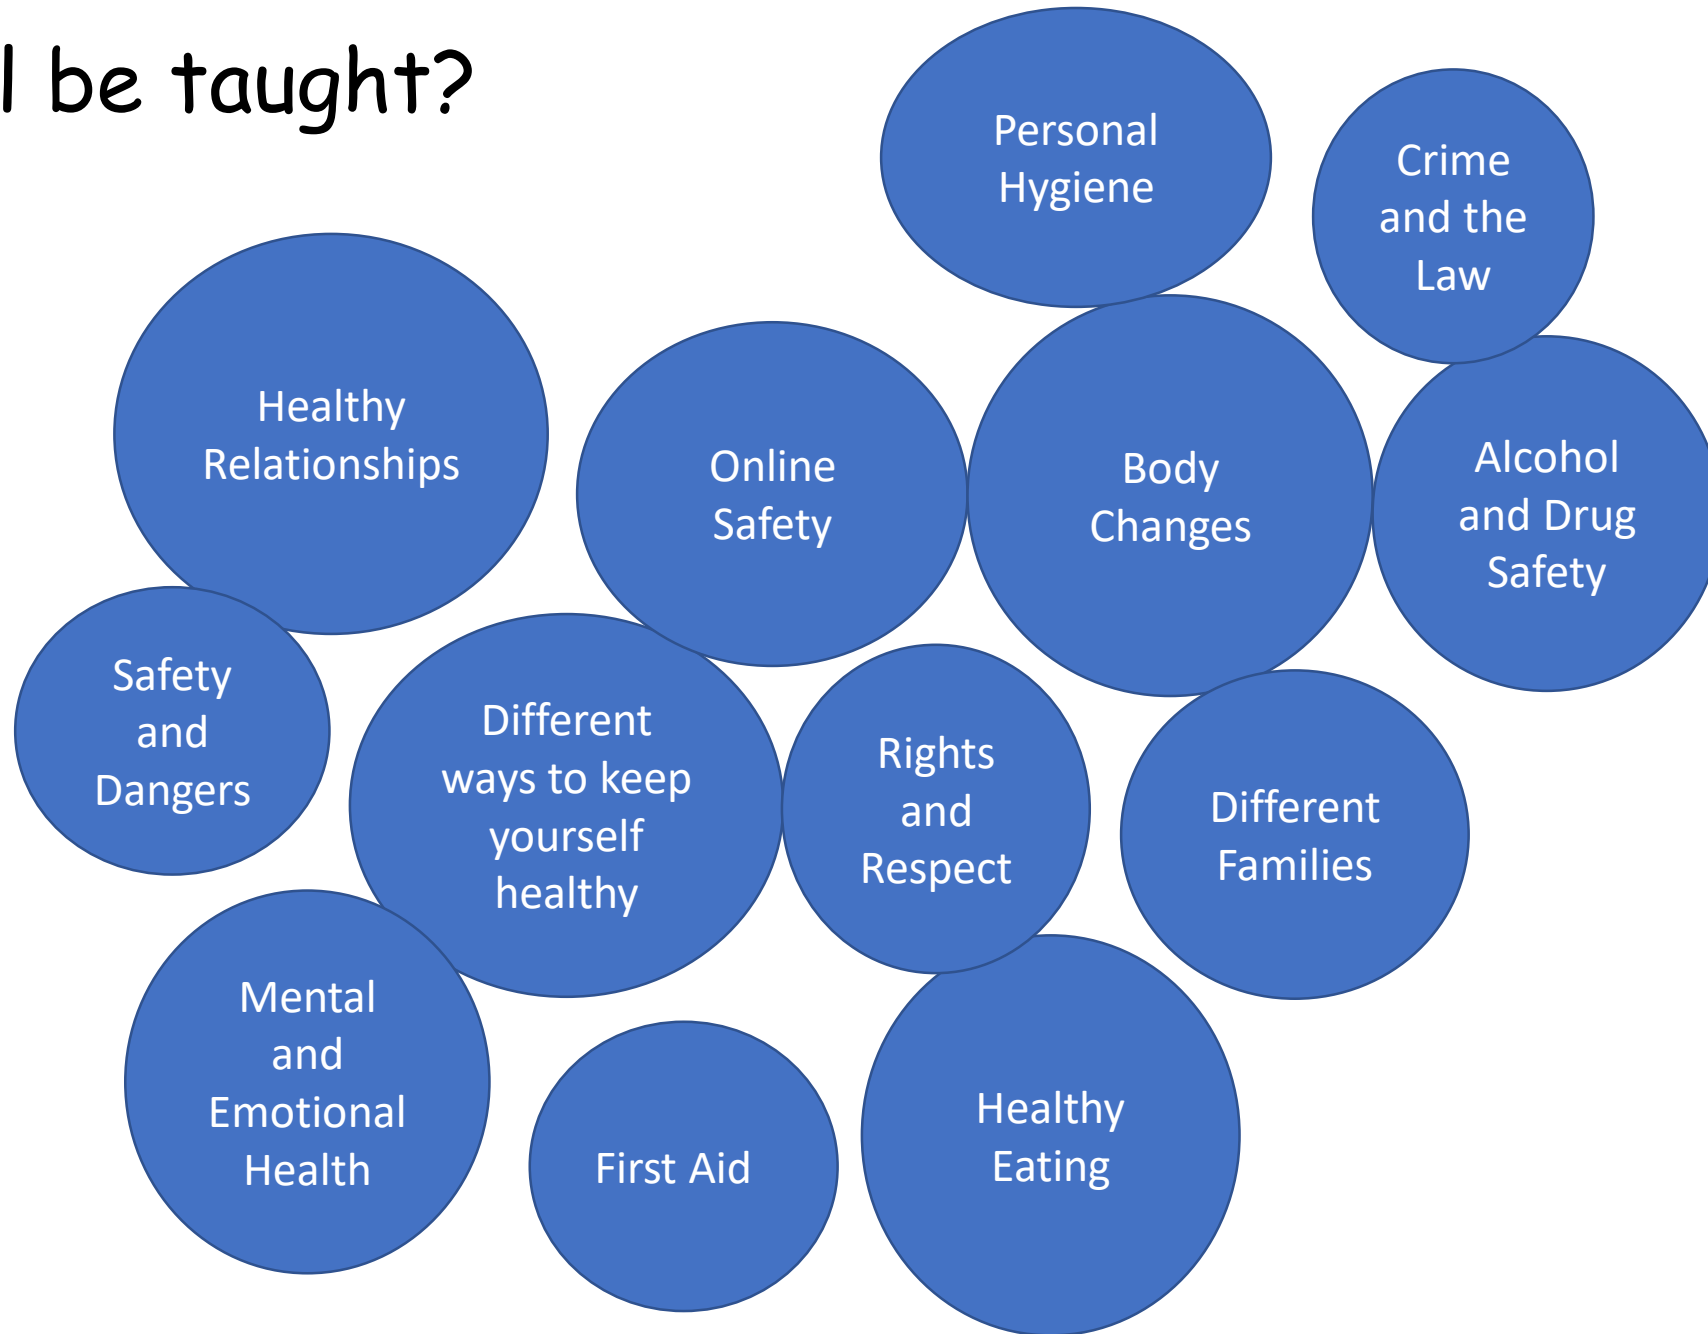 l be taught?
Personal
Hygiene
Crime
and the
Law
Healthy
Relationships
Online
Safety
Body
Changes
Alcohol
and Drug
Safety
Safety
and
Dangers
Different
ways to keep
yourself
healthy
Rights
and
Respect
Different
Families
Mental
and
Emotional
Health
First Aid
Healthy
Eating